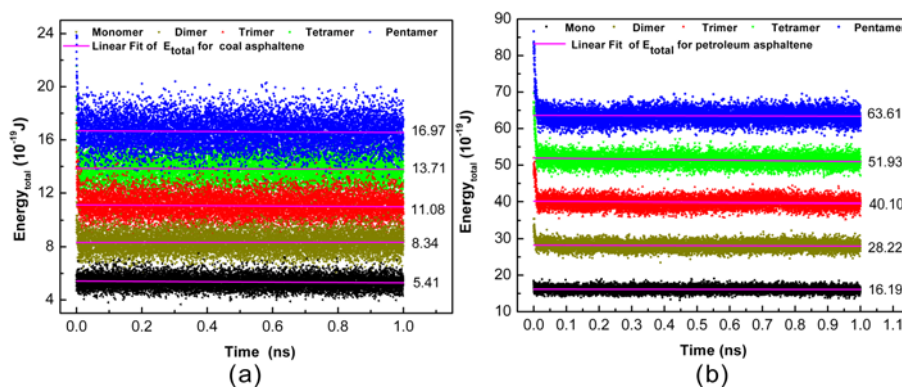 (a)
Monomer Dimer Trimer Tetramer Pentamer
Linear Fit of E_total for coal asphaltene
24
20
16
12
8
4
Energy_total (10^-19 J)
16.97
13.71
11.08
8.34
5.41
0.0 0.2 0.4 0.6 0.8 1.0
Time (ns)
(a)
(b)
Mono Dimer Trimer Tetramer Pentamer
Linear Fit of E_total for petroleum asphaltene
90
80
70
60
50
40
30
20
10
Energy_total (10^-19 J)
63.61
51.93
40.10
28.22
16.19
0.0 0.1 0.2 0.3 0.4 0.5 0.6 0.7 0.8 0.9 1.0 1.1
Time (ns)
(b)